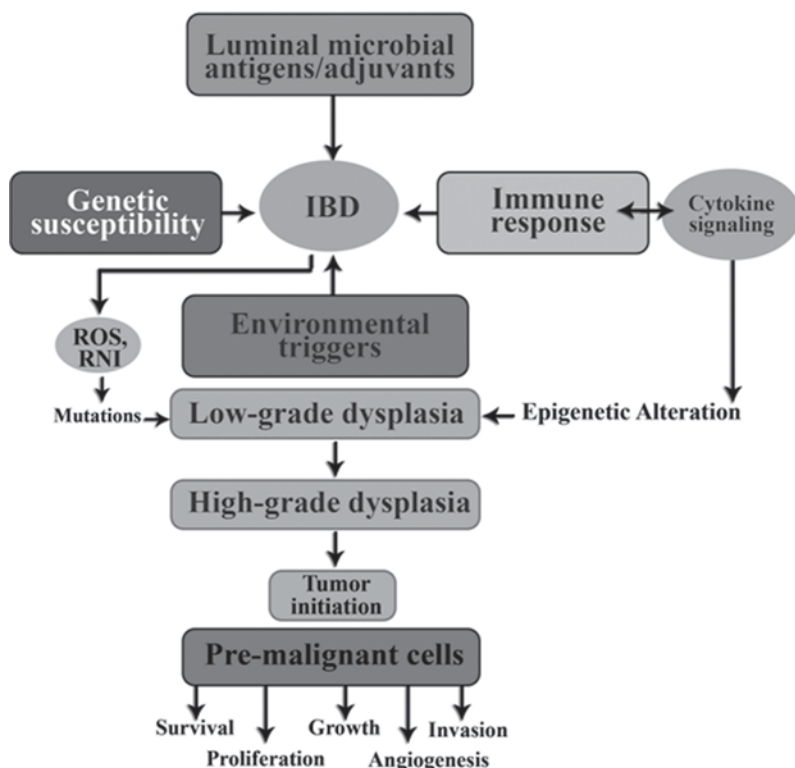 Luminal microbial
antigens/adjuvants
Genetic
susceptibility
IBD
Immune
response
Cytokine
signaling
ROS,
RNI
Environmental
triggers
Mutations
Low-grade dysplasia
Epigenetic Alteration
High-grade dysplasia
Tumor
initiation
Pre-malignant cells
Survival
Proliferation
Growth
Angiogenesis
Invasion